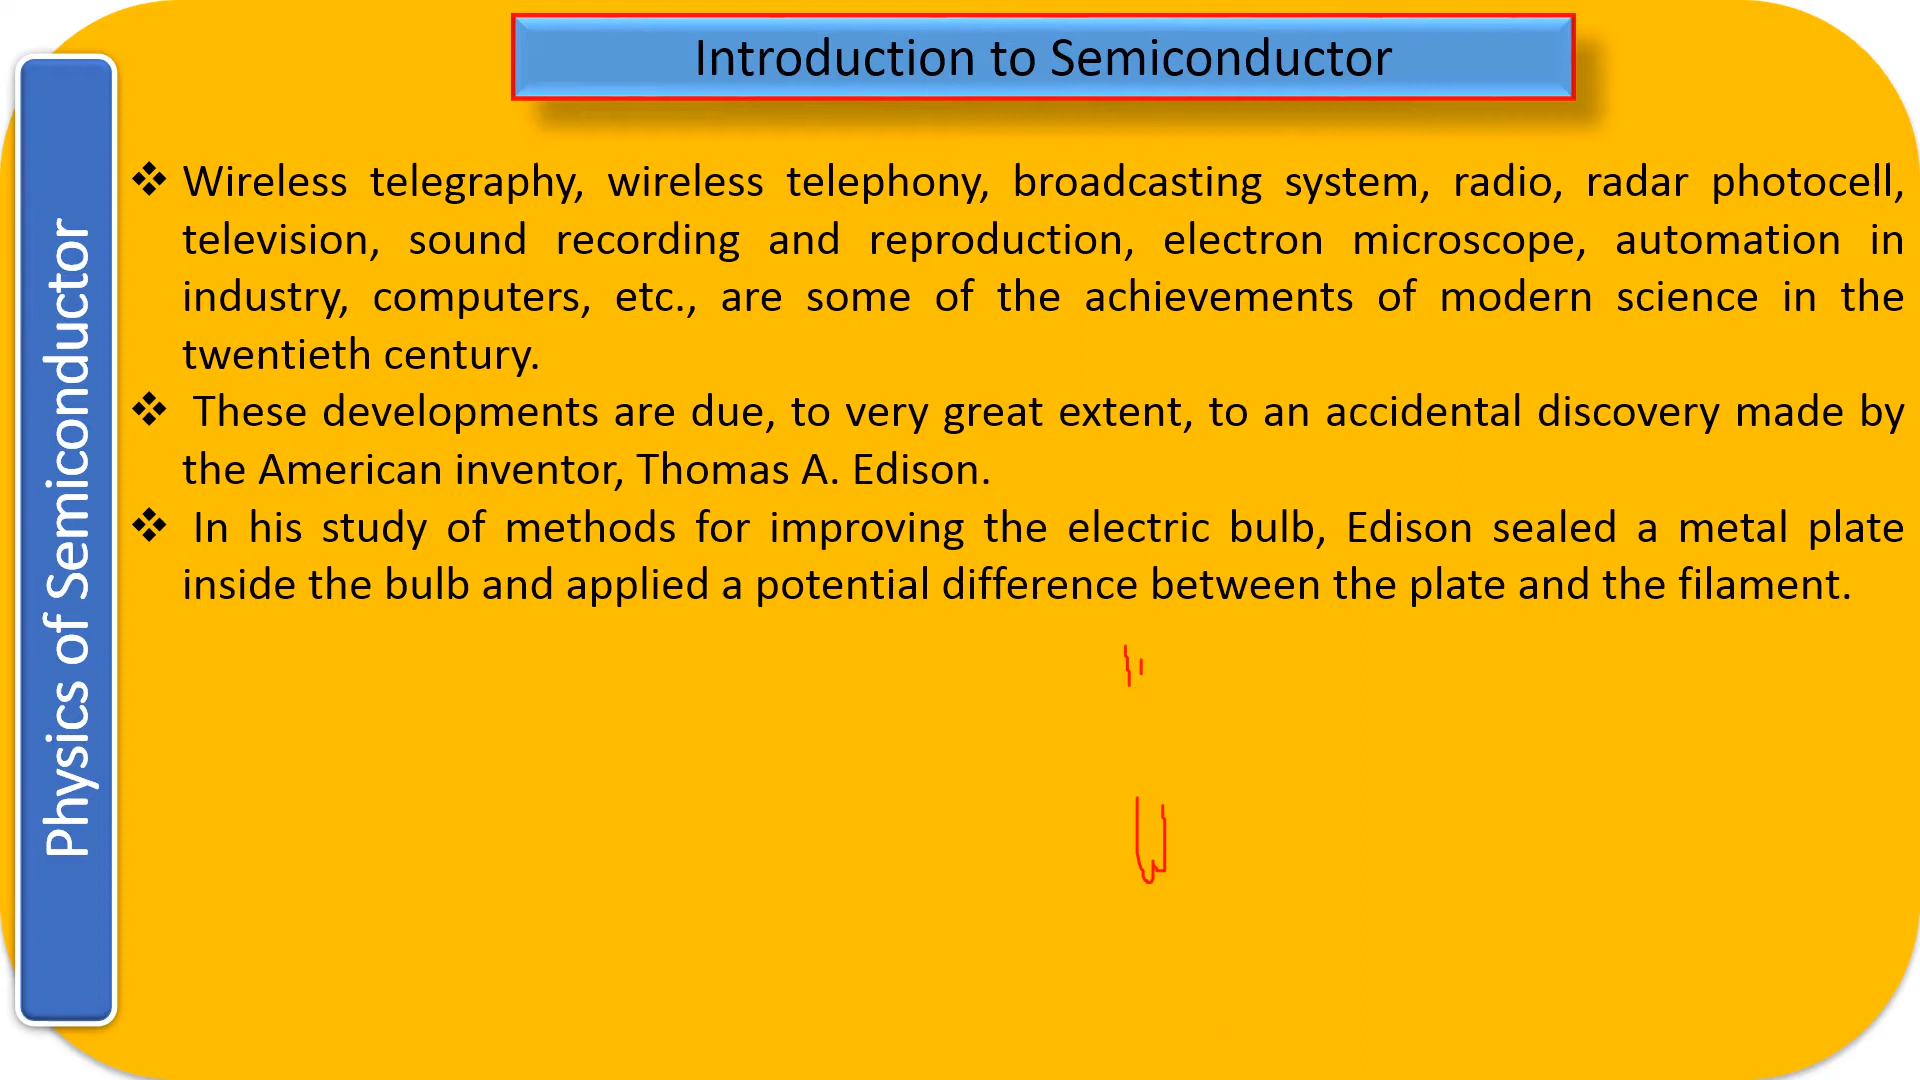 Introduction to Semiconductor
Physics of Semiconductor
❖ Wireless telegraphy, wireless telephony, broadcasting system, radio, radar photocell,
television, sound recording and reproduction, electron microscope, automation in
industry, computers, etc., are some of the achievements of modern science in the
twentieth century.
❖ These developments are due, to very great extent, to an accidental discovery made by
the American inventor, Thomas A. Edison.
❖ In his study of methods for improving the electric bulb, Edison sealed a metal plate
inside the bulb and applied a potential difference between the plate and the filament.